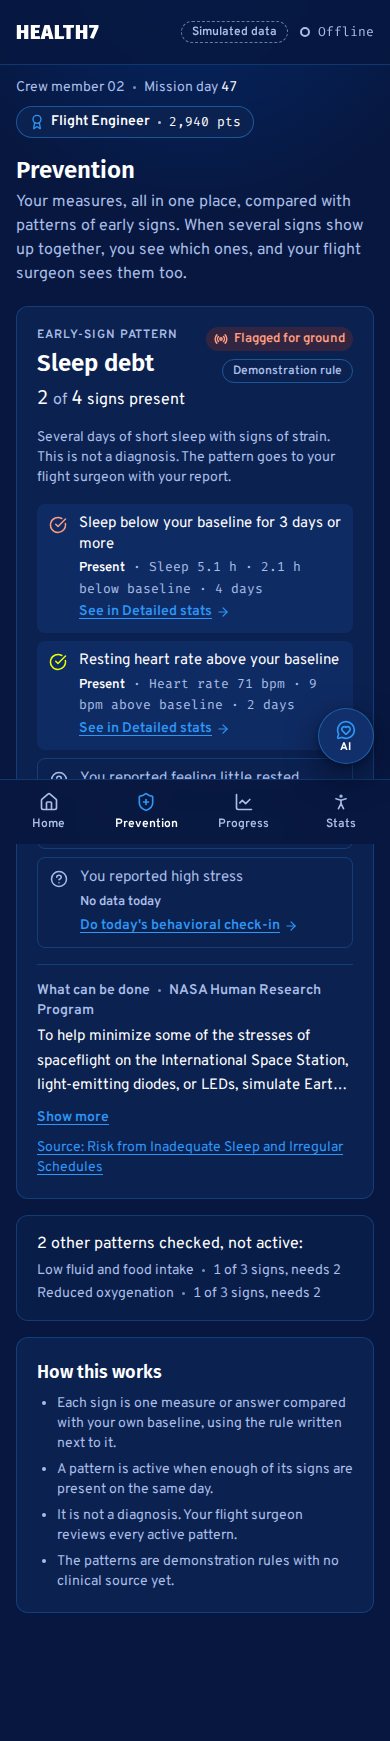 HEALTH7
Simulated data
Offline
Crew member 02 • Mission day 47
Flight Engineer • 2,940 pts
Prevention
Your measures, all in one place, compared with
patterns of early signs. When several signs show
up together, you see which ones, and your flight
surgeon sees them too.
EARLY-SIGN PATTERN
Flagged for ground
Sleep debt
Demonstration rule
2 of 4 signs present
Several days of short sleep with signs of strain.
This is not a diagnosis. The pattern goes to your
flight surgeon with your report.
Sleep below your baseline for 3 days or
more
Present · Sleep 5.1 h · 2.1 h
below baseline · 4 days
See in Detailed stats →
Resting heart rate above your baseline
Present · Heart rate 71 bpm · 9
bpm above baseline · 2 days
See in Detailed stats →
AI
You reported feeling little rested
Home
Prevention
Progress
Stats
You reported high stress
No data today
Do today's behavioral check-in →
What can be done • NASA Human Research
Program
To help minimize some of the stresses of
spaceflight on the International Space Station,
light-emitting diodes, or LEDs, simulate Eart...
Show more
Source: Risk from Inadequate Sleep and Irregular
Schedules
2 other patterns checked, not active:
Low fluid and food intake • 1 of 3 signs, needs 2
Reduced oxygenation • 1 of 3 signs, needs 2
How this works
• Each sign is one measure or answer compared
with your own baseline, using the rule written
next to it.
• A pattern is active when enough of its signs are
present on the same day.
• It is not a diagnosis. Your flight surgeon
reviews every active pattern.
• The patterns are demonstration rules with no
clinical source yet.